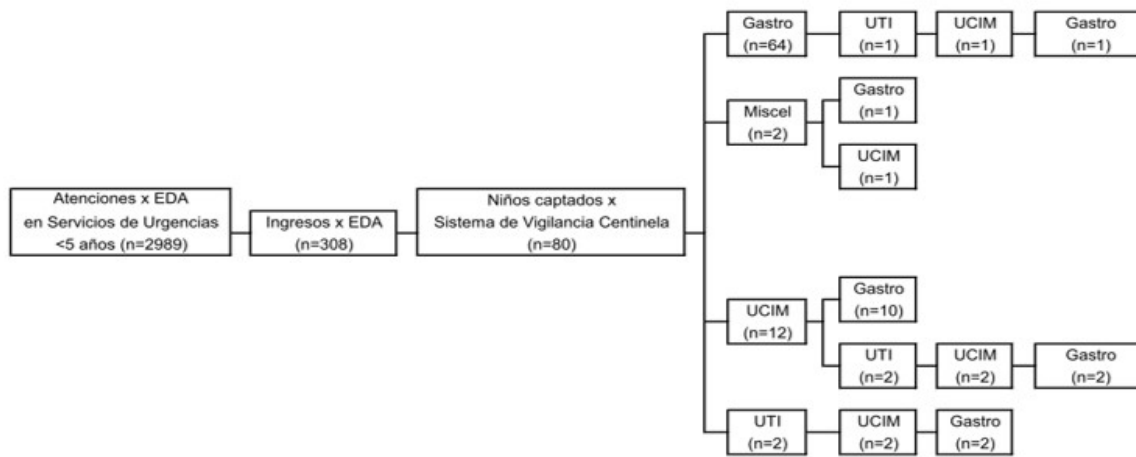 Atenciones x EDA
en Servicios de Urgencias
<5 años (n=2989)
Ingresos x EDA
(n=308)
Niños captados x
Sistema de Vigilancia Centinela
(n=80)
Gastro
(n=64)
UTI
(n=1)
UCIM
(n=1)
Gastro
(n=1)
Miscel
(n=2)
Gastro
(n=1)
UCIM
(n=1)
UCIM
(n=12)
Gastro
(n=10)
UTI
(n=2)
UCIM
(n=2)
Gastro
(n=2)
UTI
(n=2)
UCIM
(n=2)
Gastro
(n=2)